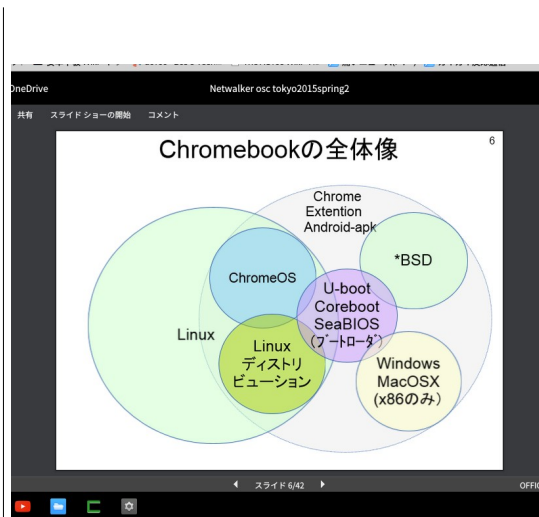 OneDrive
Netwalker osc tokyo2015spring2
共有 スライド ショーの開始 コメント
Chromebookの全体像
6
Chrome
Extention
Android-apk
*BSD
ChromeOS
U-boot
Coreboot
SeaBIOS
(ブートローダ)
Linux
Linux
ディストリ
ビューション
Windows
MacOSX
(x86のみ)
スライド 6/42
OFFIC